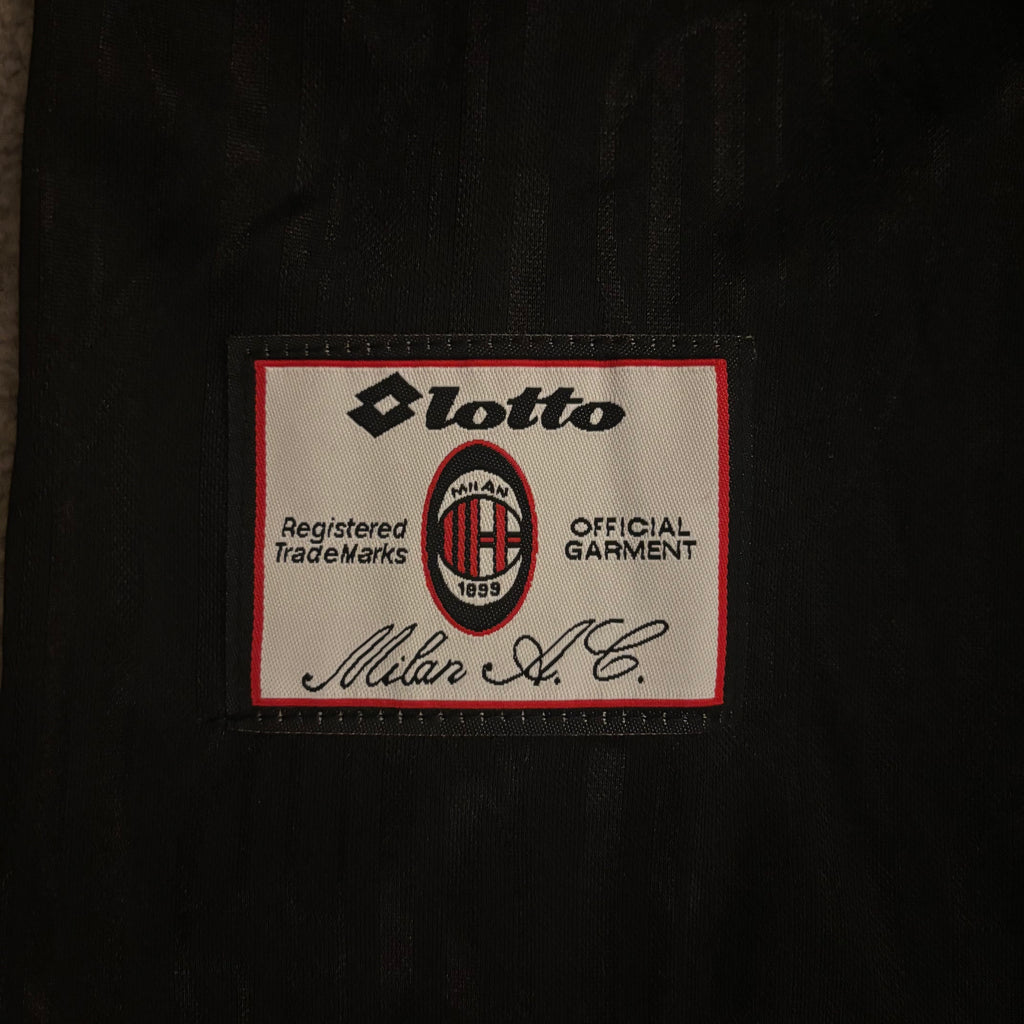 lotto
MILAN
Registered
TradeMarks
OFFICIAL
GARMENT
1899
Milan A.C.